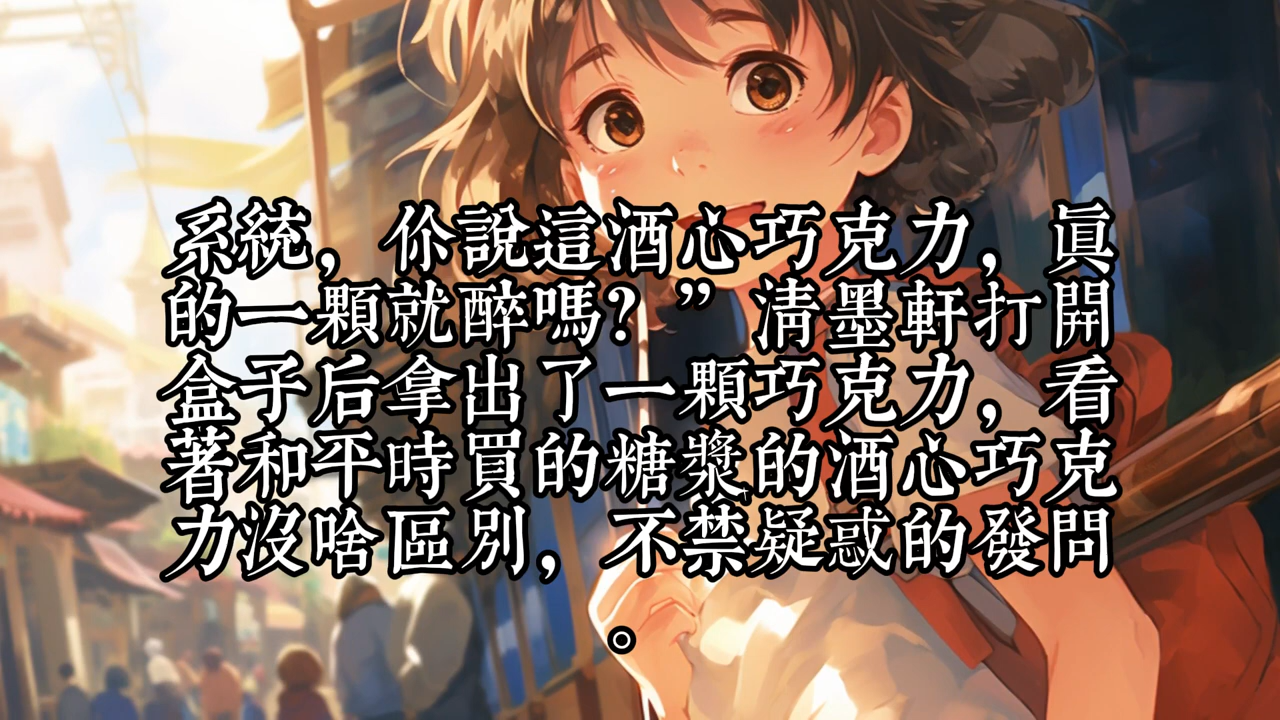 系統，你說這酒心巧克力，眞
的一顆就醉嗎？”清墨軒打開
盒子后拿出了一顆巧克力，看
著和平時買的糖漿的酒心巧克
力沒啥區別，不禁疑惑的發問
。